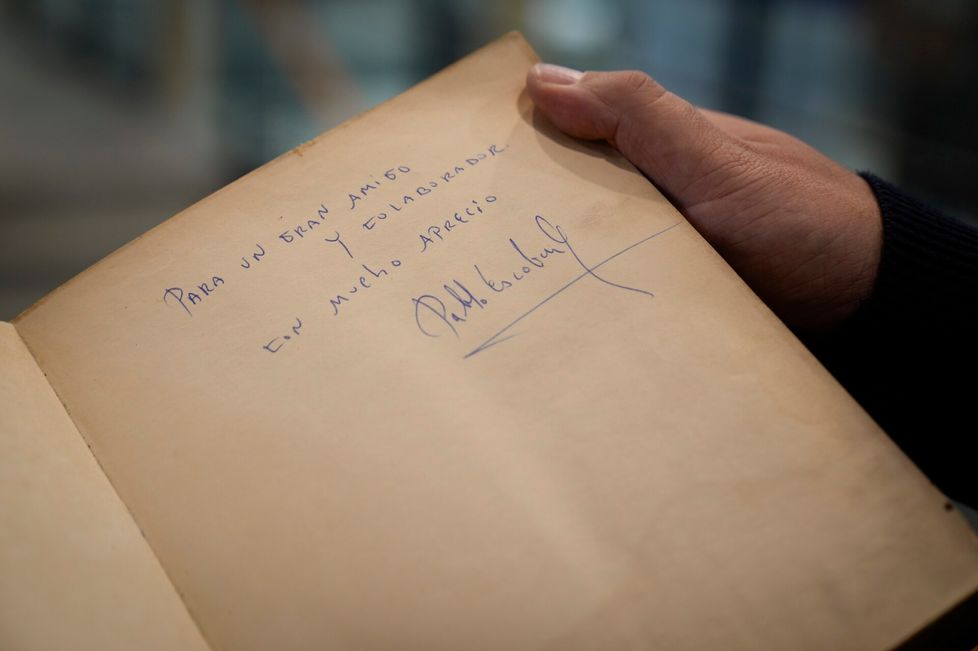 PARA UN GRAN AMIGO
Y COLABORADOR.
CON MUCHO APRECIO
Pablo Escobar